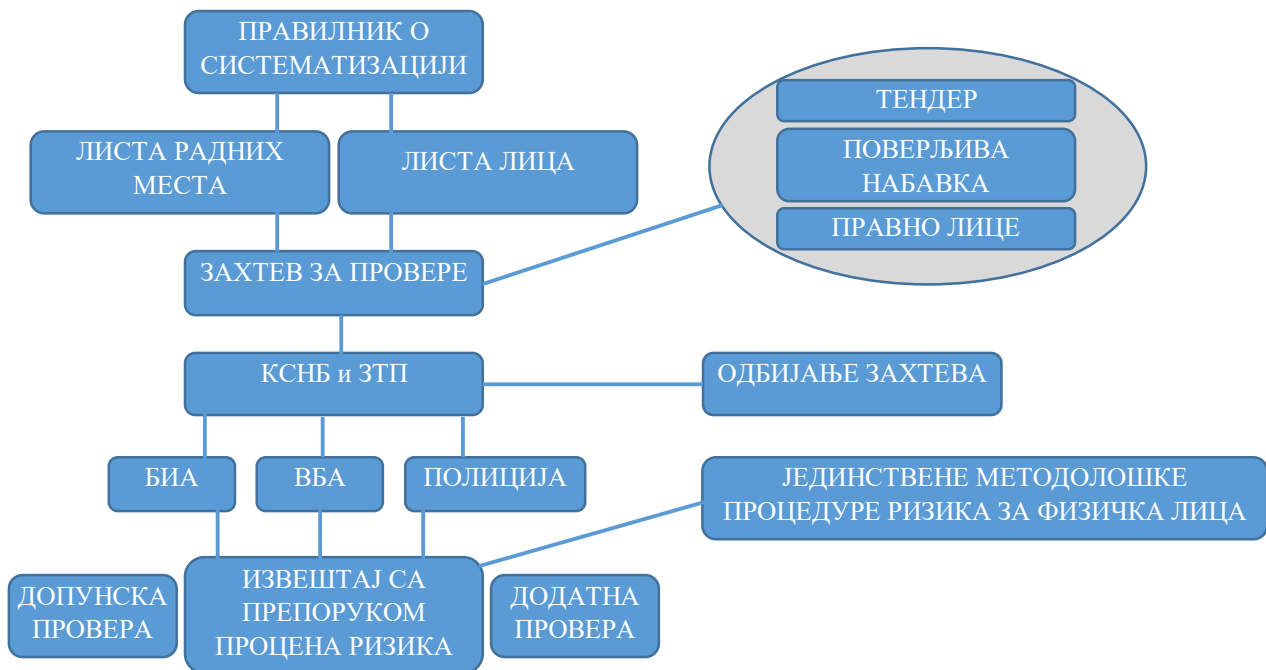 ПРАВИЛНИК О
СИСТЕМАТИЗАЦИЈИ
ЛИСТА РАДНИХ
МЕСТА
ЛИСТА ЛИЦА
ТЕНДЕР
ПОВЕРЉИВА
НАБАВКА
ПРАВНО ЛИЦЕ
ЗАХТЕВ ЗА ПРОВЕРЕ
КСНБ и ЗТП
ОДБИЈАЊЕ ЗАХТЕВА
БИА
ВБА
ПОЛИЦИЈА
ЈЕДИНСТВЕНЕ МЕТОДОЛОШКЕ
ПРОЦЕДУРЕ РИЗИКА ЗА ФИЗИЧКА ЛИЦА
ДОПУНСКА
ПРОВЕРА
ИЗВЕШТАЈ СА
ПРЕПОРУКОМ
ПРОЦЕНА РИЗИКА
ДОДАТНА
ПРОВЕРА